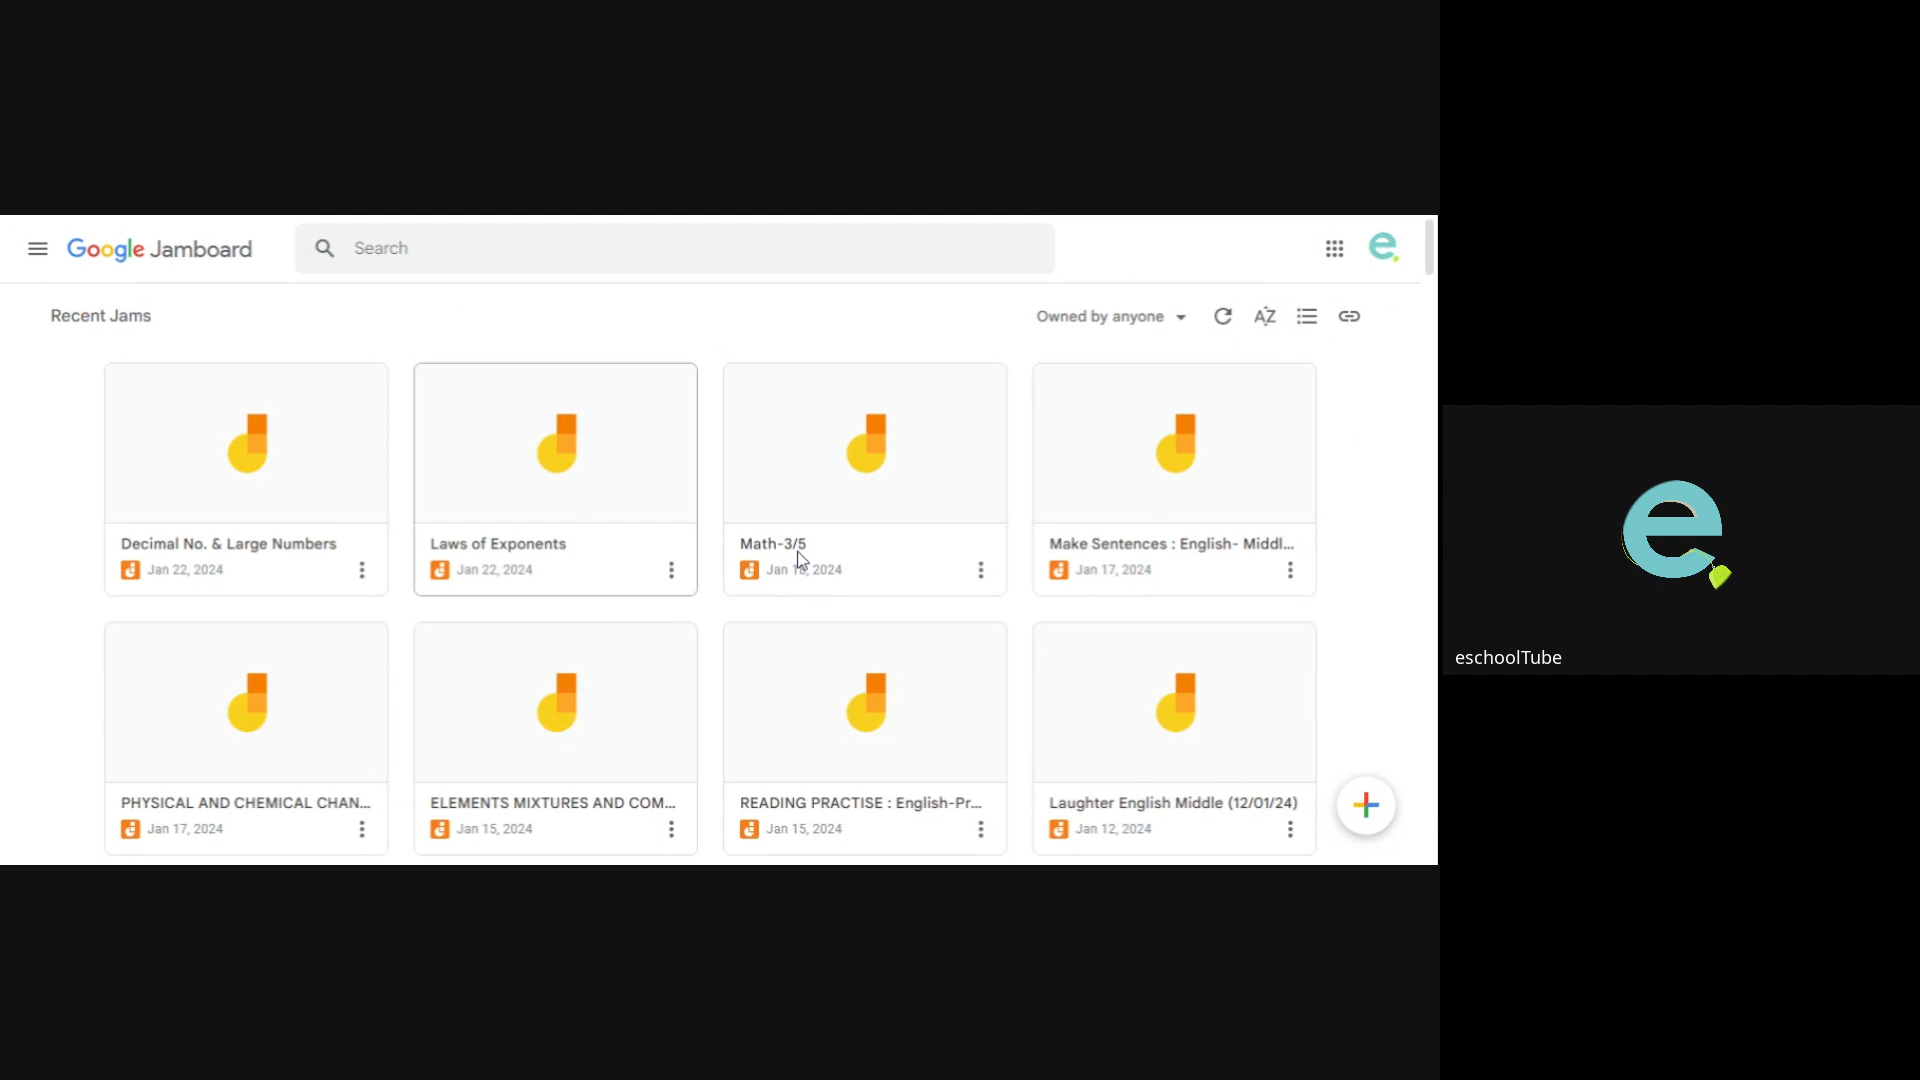 Google Jamboard
Search
Recent Jams
Owned by anyone
Decimal No. & Large Numbers
Jan 22, 2024
Laws of Exponents
Jan 22, 2024
Math-3/5
Jan 2024
Make Sentences : English- Middl...
Jan 17, 2024
PHYSICAL AND CHEMICAL CHAN...
Jan 17, 2024
ELEMENTS MIXTURES AND COM...
Jan 15, 2024
READING PRACTISE : English-Pr...
Jan 15, 2024
Laughter English Middle (12/01/24)
Jan 12, 2024
eschoolTube